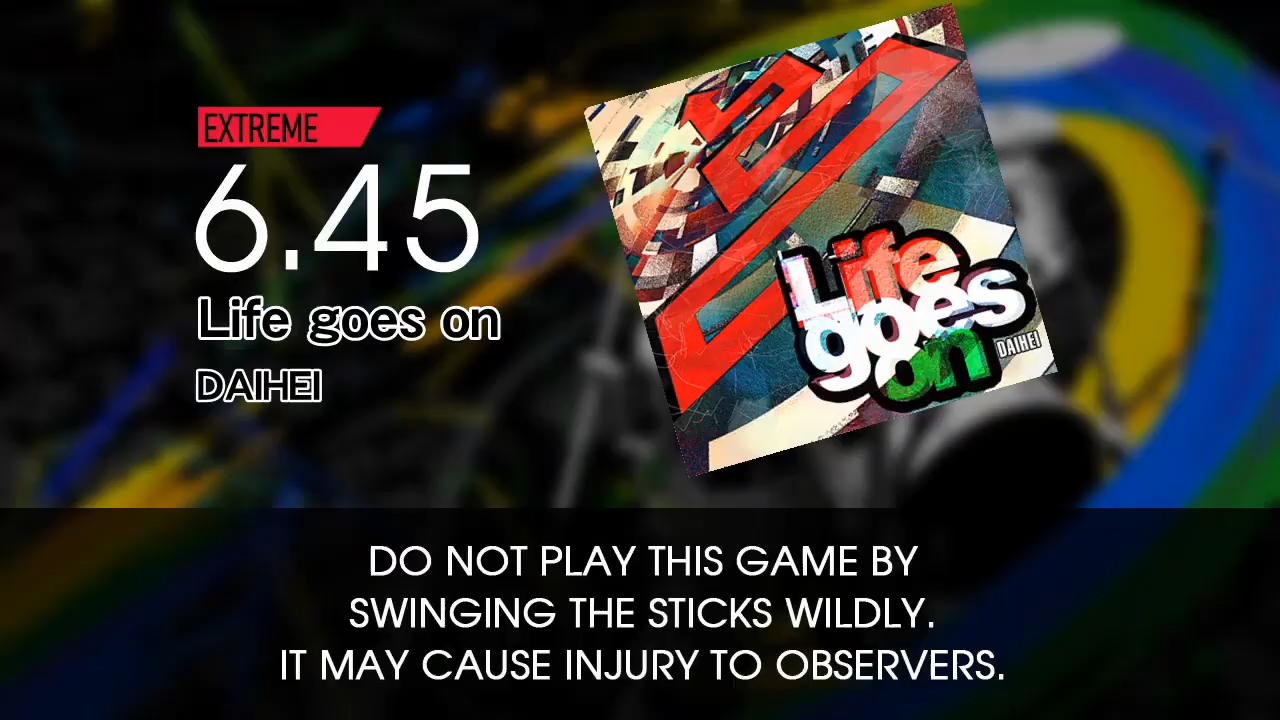 EXTREME
6.45
Life goes on
DAIHEI
Life
goes
on
DAIHEI
DO NOT PLAY THIS GAME BY
SWINGING THE STICKS WILDLY.
IT MAY CAUSE INJURY TO OBSERVERS.